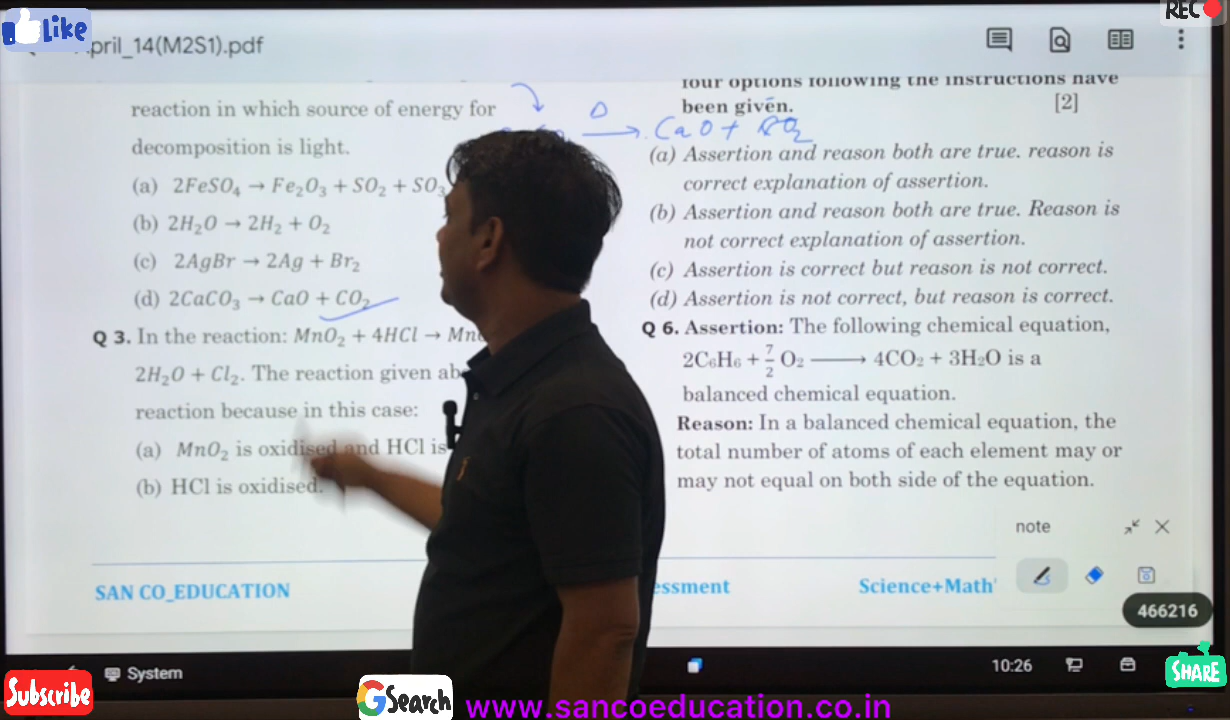 Like
REC
April_14(M2S1).pdf
reaction in which source of energy for
decomposition is light.
(a) 2FeSO₄ → Fe₂O₃ + SO₂ + SO₃
(b) 2H₂O → 2H₂ + O₂
(c) 2AgBr → 2Ag + Br₂
(d) 2CaCO₃ → CaO + CO₂
Q 3. In the reaction: MnO₂ + 4HCl →
2H₂O + Cl₂. The reaction given
reaction because in this case:
(a) MnO₂ is oxidised and HCl is
(b) HCl is oxidised.
Δ
→ CaO +
four options following the instructions have
been given. [2]
(a) Assertion and reason both are true. reason is
correct explanation of assertion.
(b) Assertion and reason both are true. Reason is
not correct explanation of assertion.
(c) Assertion is correct but reason is not correct.
(d) Assertion is not correct, but reason is correct.
Q 6. Assertion: The following chemical equation,
2C₆H₆ + 7/2 O₂ ⟶ 4CO₂ + 3H₂O is a
balanced chemical equation.
Reason: In a balanced chemical equation, the
total number of atoms of each element may or
may not equal on both side of the equation.
note
466216
SAN CO_EDUCATION Science+Math
System
10:26
Subscribe
GSearch
www.sancoeducation.co.in
SHARE